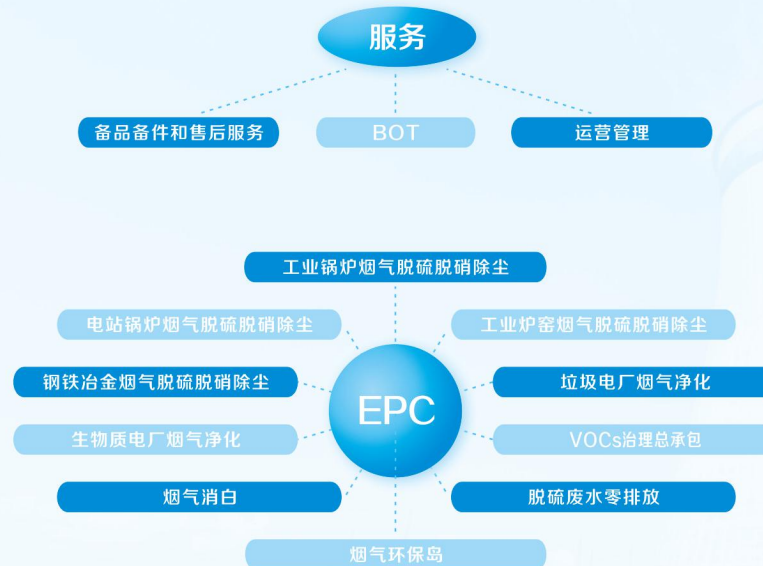 服务
备品备件和售后服务
BOT
运营管理
工业锅炉烟气脱硫脱硝除尘
电站锅炉烟气脱硫脱硝除尘
工业炉窑烟气脱硫脱硝除尘
钢铁冶金烟气脱硫脱硝除尘
垃圾电厂烟气净化
EPC
生物质电厂烟气净化
VOCs治理总承包
烟气消白
脱硫废水零排放
烟气环保岛